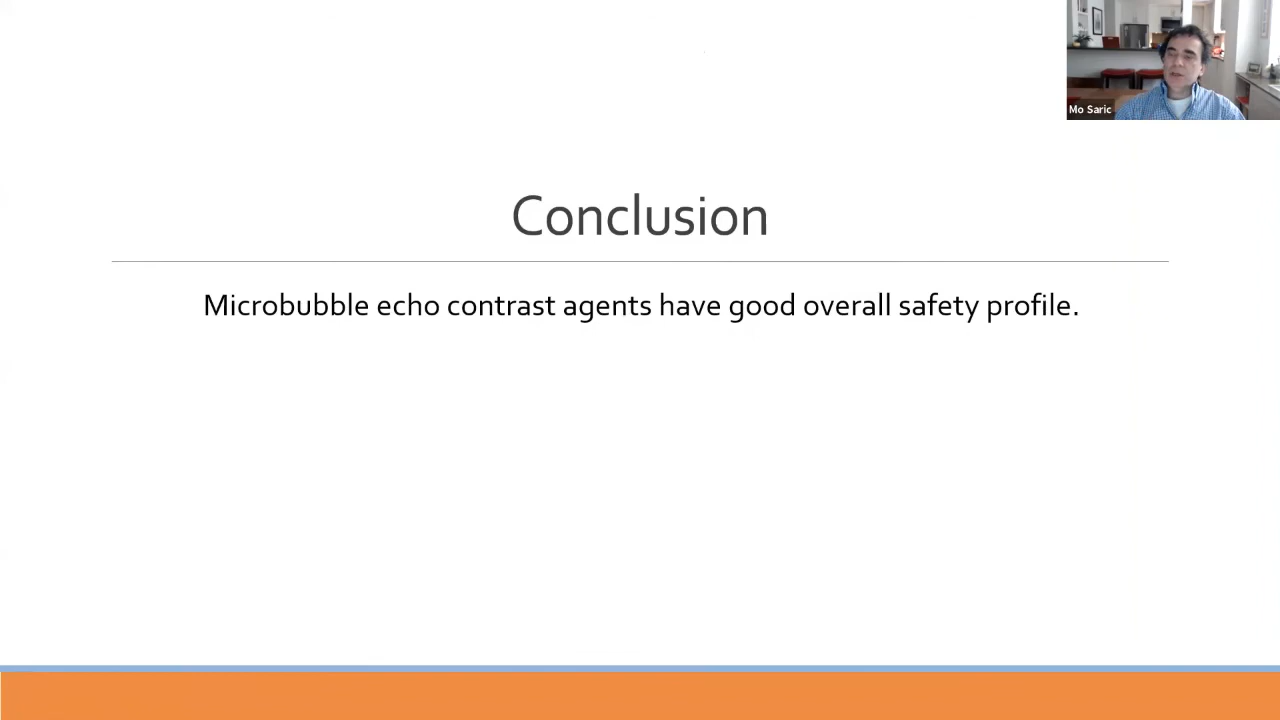 Mo Saric
Conclusion
Microbubble echo contrast agents have good overall safety profile.